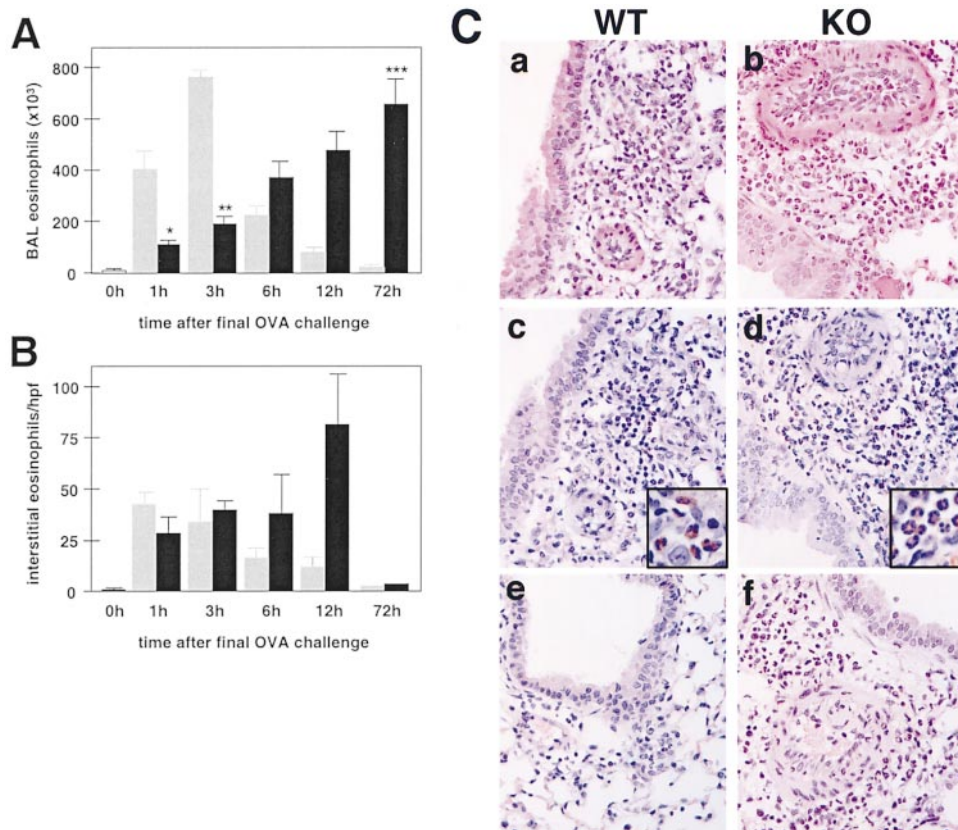 A
BAL eosinophils (x10³)
800
600
400
200
0
*
**
***
0h 1h 3h 6h 12h 72h
time after final OVA challenge
B
interstitial eosinophils/hpf
100
75
50
25
0
0h 1h 3h 6h 12h 72h
time after final OVA challenge
C
WT KO
a b
c d
e f